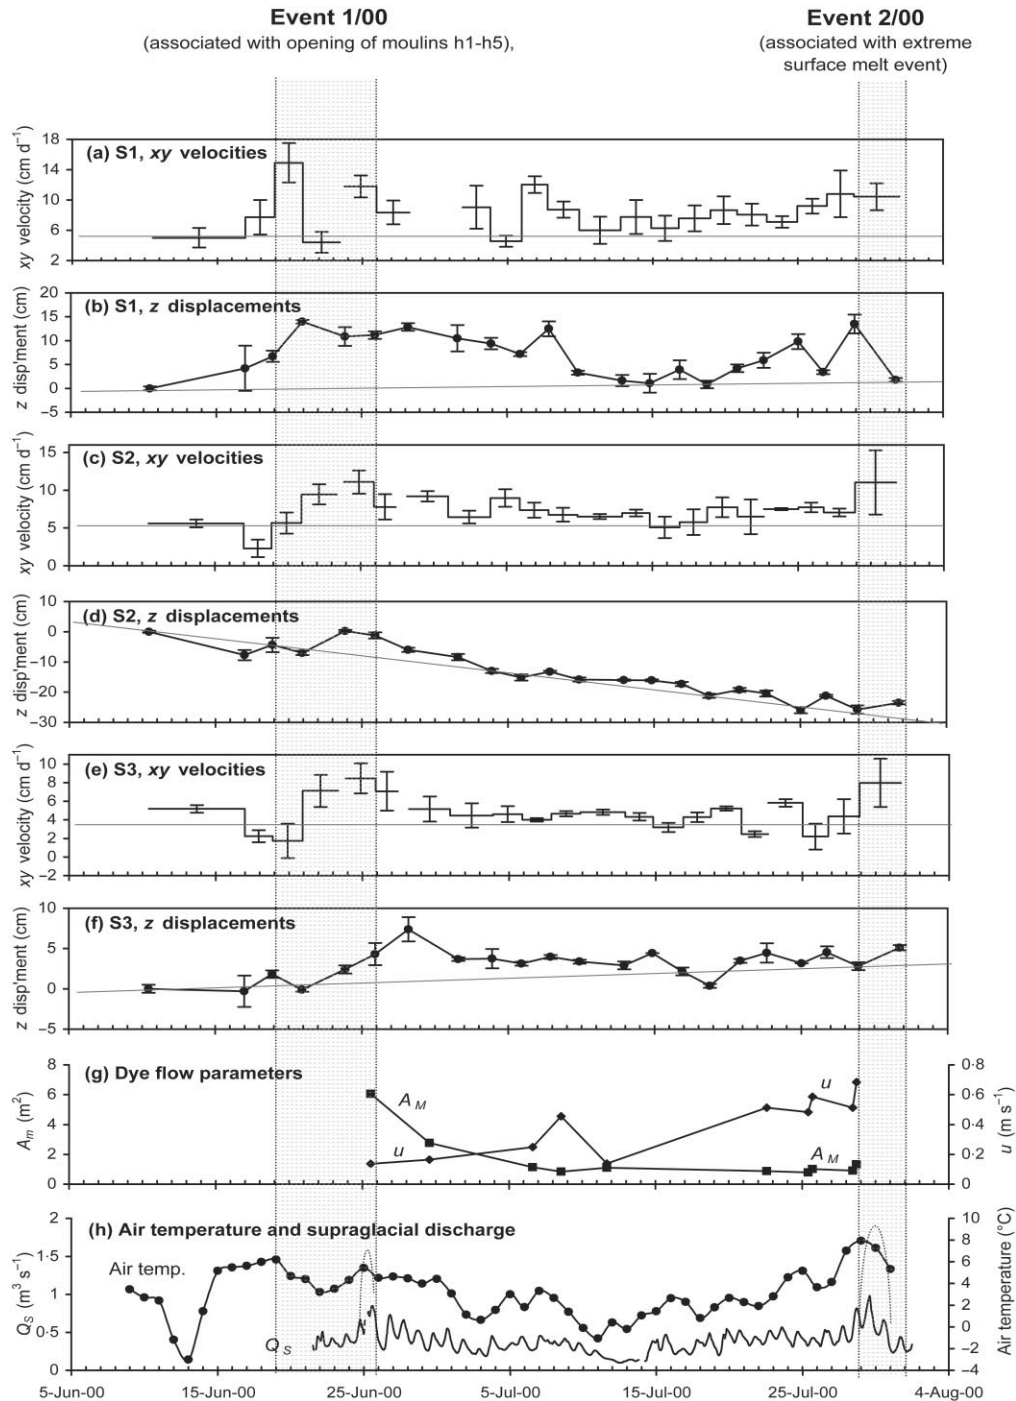 Event 1/00
(associated with opening of moulins h1-h5),
Event 2/00
(associated with extreme
surface melt event)
(a) S1, xy velocities
xy velocity (cm d⁻¹)
18
14
10
6
2
(b) S1, z displacements
z disp'ment (cm)
20
15
10
5
0
−5
(c) S2, xy velocities
xy velocity (cm d⁻¹)
15
10
5
0
(d) S2, z displacements
z disp'ment (cm)
10
0
−10
−20
−30
(e) S3, xy velocities
xy velocity (cm d⁻¹)
10
8
6
4
2
0
−2
(f) S3, z displacements
z disp'ment (cm)
10
5
0
−5
(g) Dye flow parameters
A_m (m²)
8
6
4
2
0
A_M
u
u
A_M
0·8
0·6
0·4
0·2
0
u (m s⁻¹)
(h) Air temperature and supraglacial discharge
Q_S (m³ s⁻¹)
2
1·5
1
0·5
0
Air temp.
Q_S
10
8
6
4
2
0
−2
−4
Air temperature (°C)
5-Jun-00 15-Jun-00 25-Jun-00 5-Jul-00 15-Jul-00 25-Jul-00 4-Aug-00